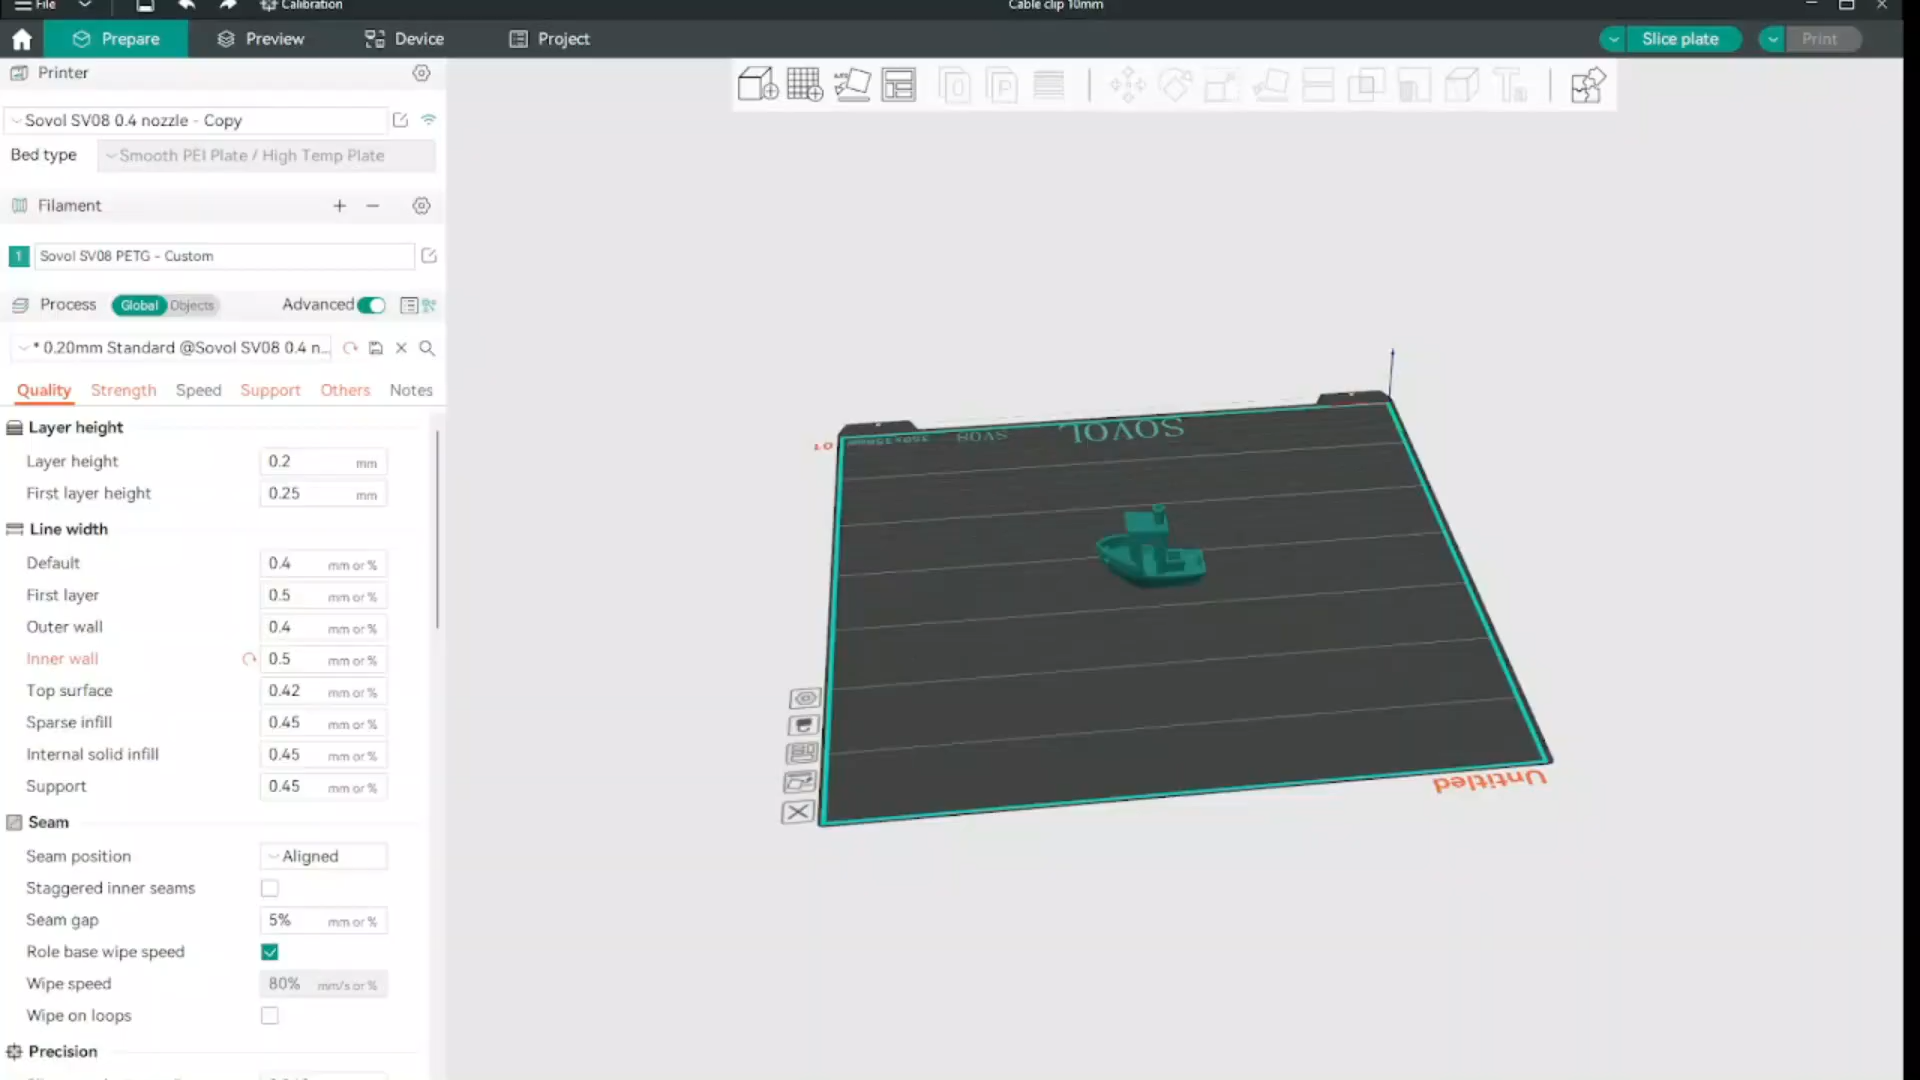 File
Calibration
Cable clip 10mm
Prepare
Preview
Device
Project
Slice plate
Print
Printer
Sovol SV08 0.4 nozzle - Copy
Bed type
Smooth PEI Plate / High Temp Plate
Filament
1
Sovol SV08 PETG - Custom
Process
Global
Objects
Advanced
* 0.20mm Standard @Sovol SV08 0.4 n...
Quality
Strength
Speed
Support
Others
Notes
Layer height
Layer height 0.2 mm
First layer height 0.25 mm
Line width
Default 0.4 mm or %
First layer 0.5 mm or %
Outer wall 0.4 mm or %
Inner wall 0.5 mm or %
Top surface 0.42 mm or %
Sparse infill 0.45 mm or %
Internal solid infill 0.45 mm or %
Support 0.45 mm or %
Seam
Seam position Aligned
Staggered inner seams
Seam gap 5% mm or %
Role base wipe speed
Wipe speed 80% mm/s or %
Wipe on loops
Precision
SOVOL
SV08
01
Untitled